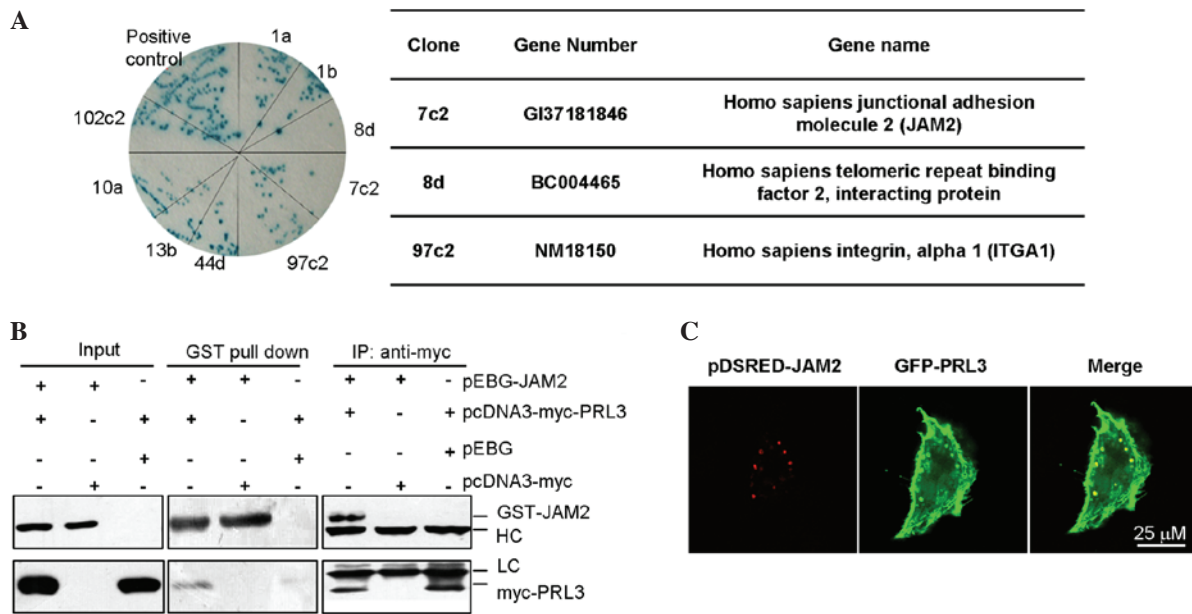 A
Positive
control
1a
1b
8d
7c2
97c2
44d
13b
10a
102c2
Clone Gene Number Gene name
7c2 GI37181846 Homo sapiens junctional adhesion
molecule 2 (JAM2)
8d BC004465 Homo sapiens telomeric repeat binding
factor 2, interacting protein
97c2 NM18150 Homo sapiens integrin, alpha 1 (ITGA1)
B
Input GST pull down IP: anti-myc
+ + - + + - + + - pEBG-JAM2
+ - + + - + + - + pcDNA3-myc-PRL3
- - + - - + - - + pEBG
- + - - + - - + - pcDNA3-myc
GST-JAM2
HC
LC
myc-PRL3
C
pDSRED-JAM2 GFP-PRL3 Merge
25 µM